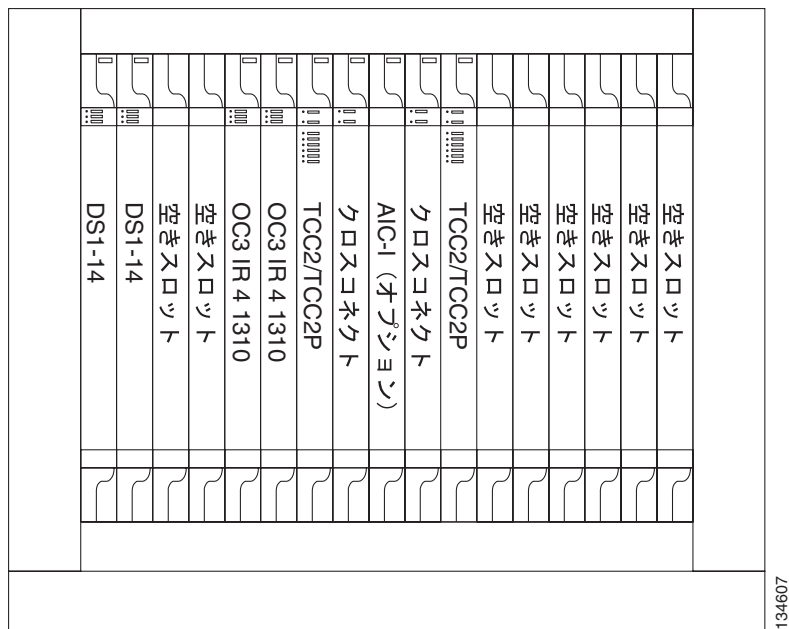 DS1-14
DS1-14
空きスロット
空きスロット
OC3 IR 4 1310
OC3 IR 4 1310
TCC2/TCC2P
クロスコネクト
AIC-I（オプション）
クロスコネクト
TCC2/TCC2P
空きスロット
空きスロット
空きスロット
空きスロット
空きスロット
空きスロット
134607